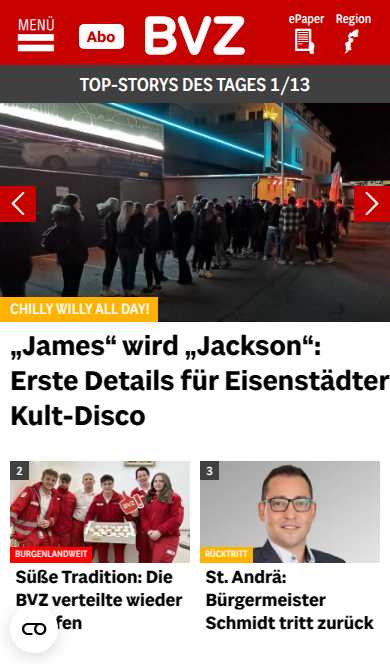 MENÜ
Abo
BVZ
ePaper
Region
TOP-STORYS DES TAGES 1/13
CHILLY WILLY ALL DAY!
„James“ wird „Jackson“:
Erste Details für Eisenstädter
Kult-Disco
2
BVZ
BURGENLANDWEIT
Süße Tradition: Die
BVZ verteilte wieder
fen
3
RÜCKTRITT
St. Andrä:
Bürgermeister
Schmidt tritt zurück